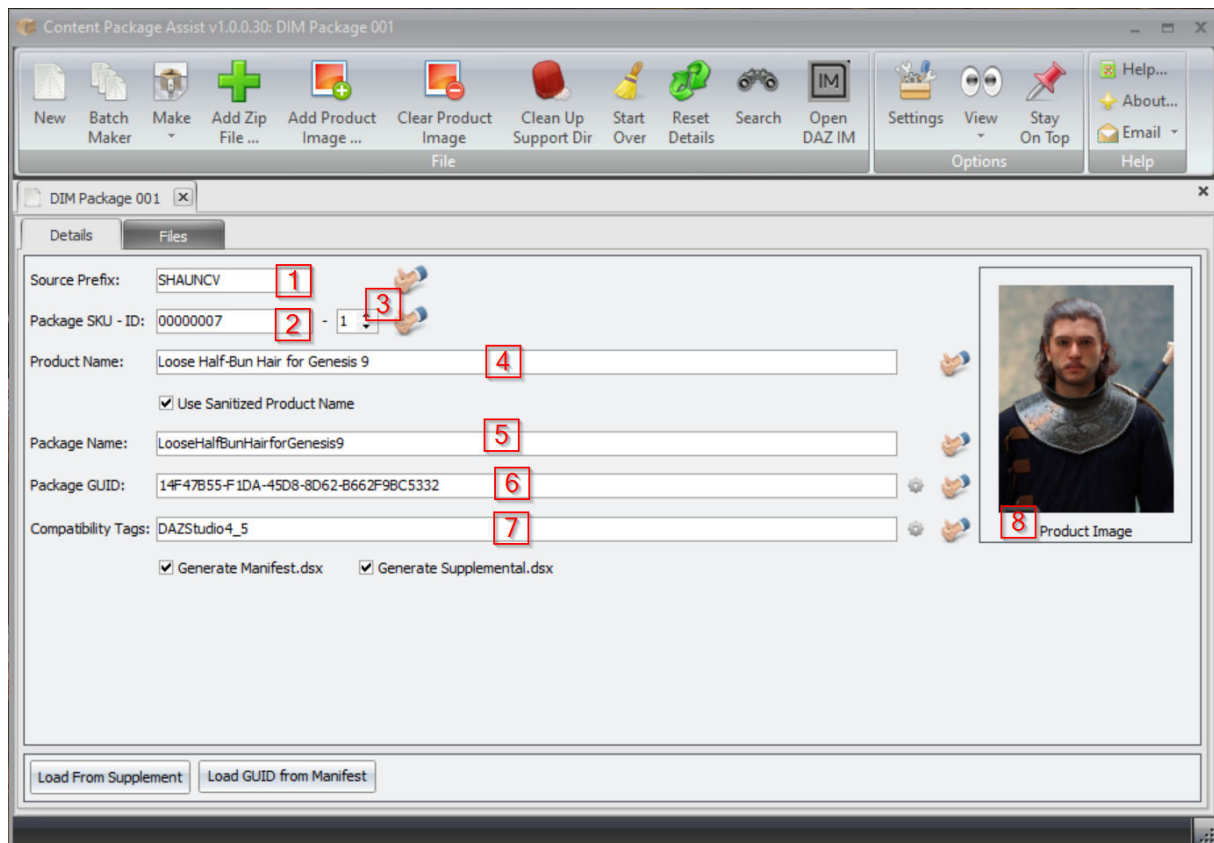 Content Package Assist v1.0.0.30: DIM Package 001
New Batch Maker Make Add Zip File ... Add Product Image ... Clear Product Image Clean Up Support Dir Start Over Reset Details Search IM Open DAZ IM Settings View Stay On Top Help...
About...
Email
File Options Help
DIM Package 001
Details Files
Source Prefix: SHAUNCV 1
Package SKU - ID: 00000007 2 - 1 3
Product Name: Loose Half-Bun Hair for Genesis 9 4
Use Sanitized Product Name
Package Name: LooseHalfBunHairforGenesis9 5
Package GUID: 14F47B55-F1DA-45D8-8D62-B662F9BC5332 6
Compatibility Tags: DAZStudio4_5 7
8 Product Image
Generate Manifest.dsx Generate Supplemental.dsx
Load From Supplement Load GUID from Manifest